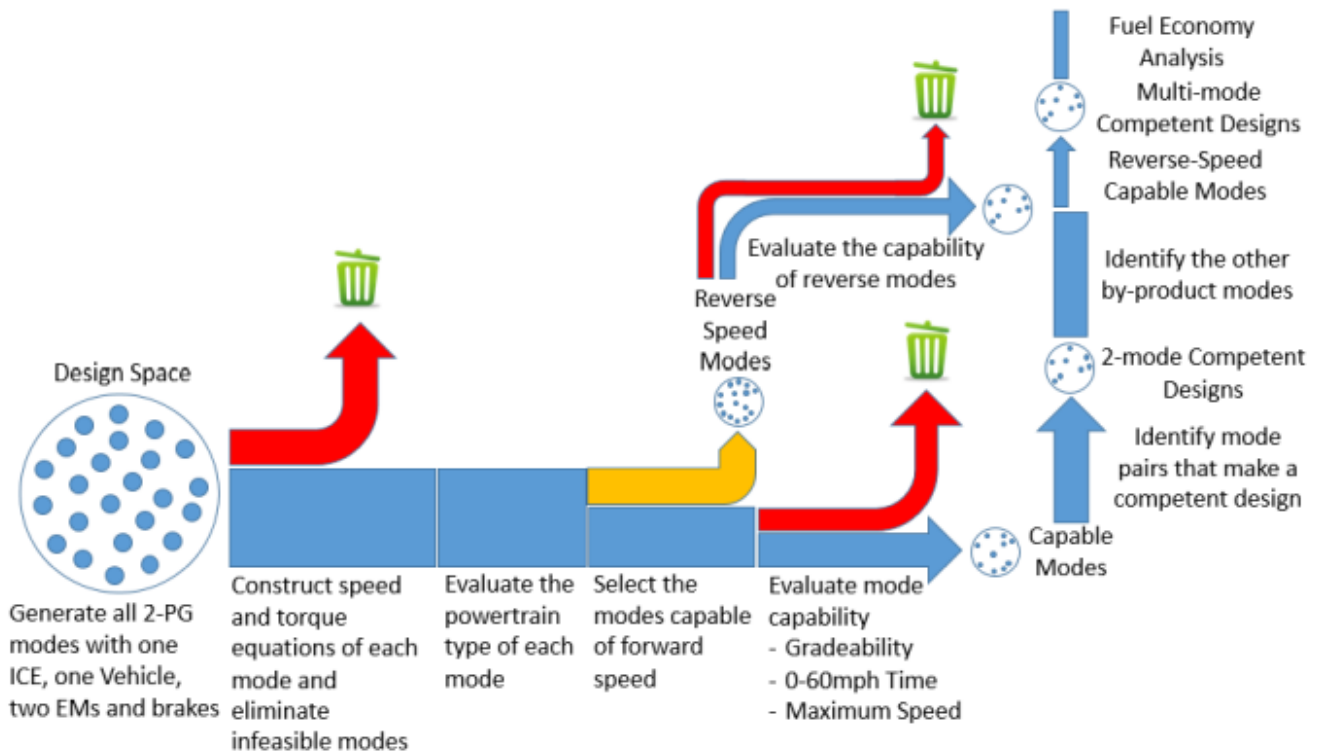 Design Space
Generate all 2-PG
modes with one
ICE, one Vehicle,
two EMs and brakes
Construct speed
and torque
equations of each
mode and
eliminate
infeasible modes
Evaluate the
powertrain
type of each
mode
Select the
modes capable
of forward
speed
Reverse
Speed
Modes
Evaluate the capability
of reverse modes
Evaluate mode
capability
- Gradeability
- 0-60mph Time
- Maximum Speed
Capable
Modes
Identify mode
pairs that make a
competent design
2-mode Competent
Designs
Identify the other
by-product modes
Reverse-Speed
Capable Modes
Multi-mode
Competent Designs
Fuel Economy
Analysis